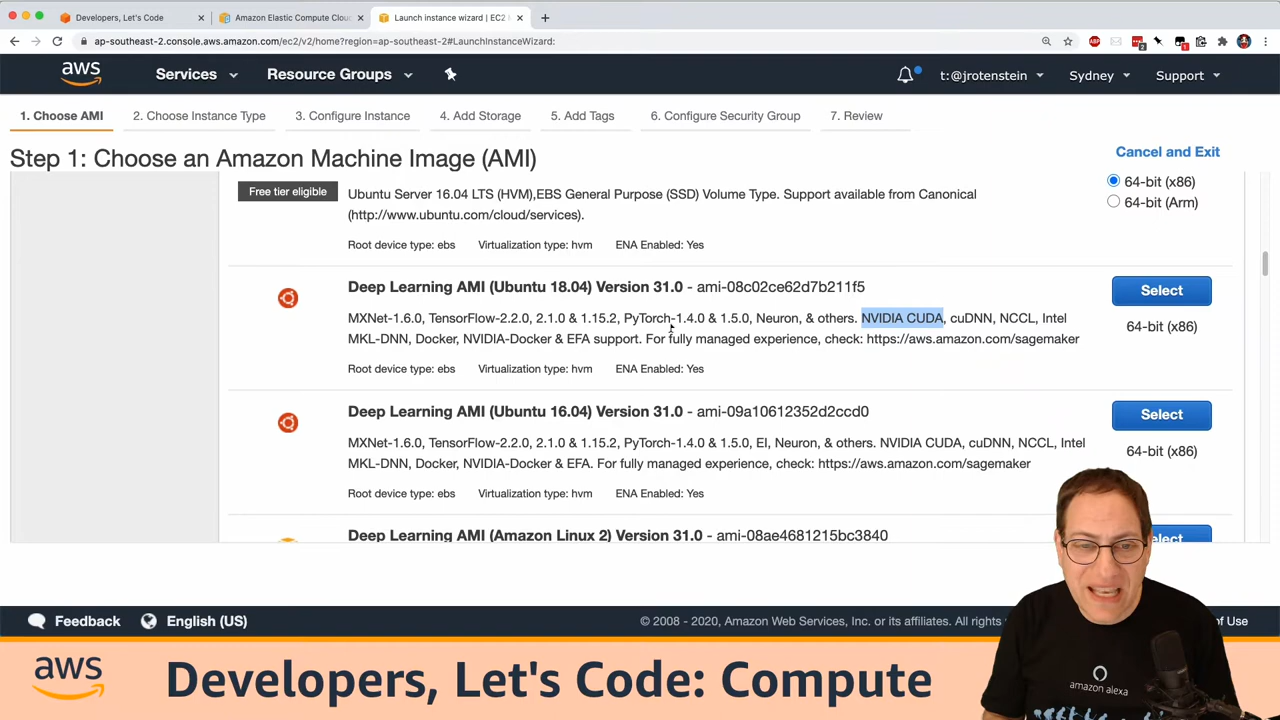 Developers, Let's Code
Amazon Elastic Compute Clou
Launch instance wizard | EC2
ap-southeast-2.console.aws.amazon.com/ec2/v2/home?region=ap-southeast-2#LaunchInstanceWizard:
aws
Services
Resource Groups
t:@jrotenstein
Sydney
Support
1. Choose AMI
2. Choose Instance Type
3. Configure Instance
4. Add Storage
5. Add Tags
6. Configure Security Group
7. Review
Step 1: Choose an Amazon Machine Image (AMI)
Cancel and Exit
Free tier eligible
Ubuntu Server 16.04 LTS (HVM),EBS General Purpose (SSD) Volume Type. Support available from Canonical
(http://www.ubuntu.com/cloud/services).
64-bit (x86)
64-bit (Arm)
Root device type: ebs Virtualization type: hvm ENA Enabled: Yes
Deep Learning AMI (Ubuntu 18.04) Version 31.0 - ami-08c02ce62d7b211f5
Select
MXNet-1.6.0, TensorFlow-2.2.0, 2.1.0 & 1.15.2, PyTorch-1.4.0 & 1.5.0, Neuron, & others. NVIDIA CUDA, cuDNN, NCCL, Intel
64-bit (x86)
MKL-DNN, Docker, NVIDIA-Docker & EFA support. For fully managed experience, check: https://aws.amazon.com/sagemaker
Root device type: ebs Virtualization type: hvm ENA Enabled: Yes
Deep Learning AMI (Ubuntu 16.04) Version 31.0 - ami-09a10612352d2ccd0
Select
MXNet-1.6.0, TensorFlow-2.2.0, 2.1.0 & 1.15.2, PyTorch-1.4.0 & 1.5.0, EI, Neuron, & others. NVIDIA CUDA, cuDNN, NCCL, Intel
64-bit (x86)
MKL-DNN, Docker, NVIDIA-Docker & EFA. For fully managed experience, check: https://aws.amazon.com/sagemaker
Root device type: ebs Virtualization type: hvm ENA Enabled: Yes
Deep Learning AMI (Amazon Linux 2) Version 31.0 - ami-08ae4681215bc3840
Feedback
English (US)
© 2008 - 2020, Amazon Web Services, Inc. or its affiliates. All rights
of Use
aws
Developers, Let's Code: Compute
amazon alexa